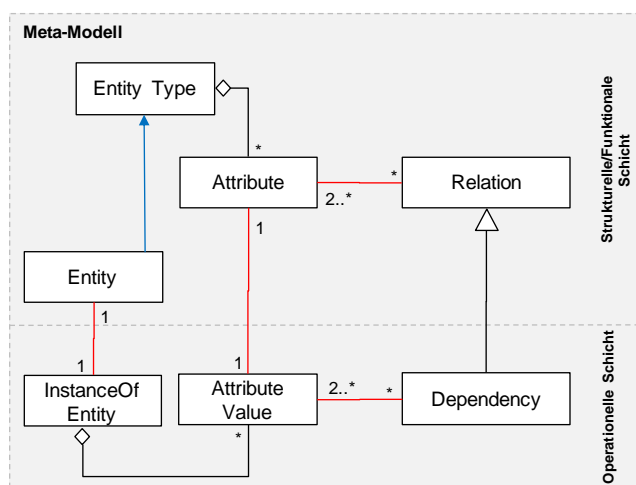 Meta-Modell
Entity Type
*
Attribute
2..*
*
Relation
1
Strukturelle/Funktionale
Schicht
Entity
1
1
InstanceOf
Entity
1
Attribute
Value
*
2..*
*
Dependency
Operationelle Schicht